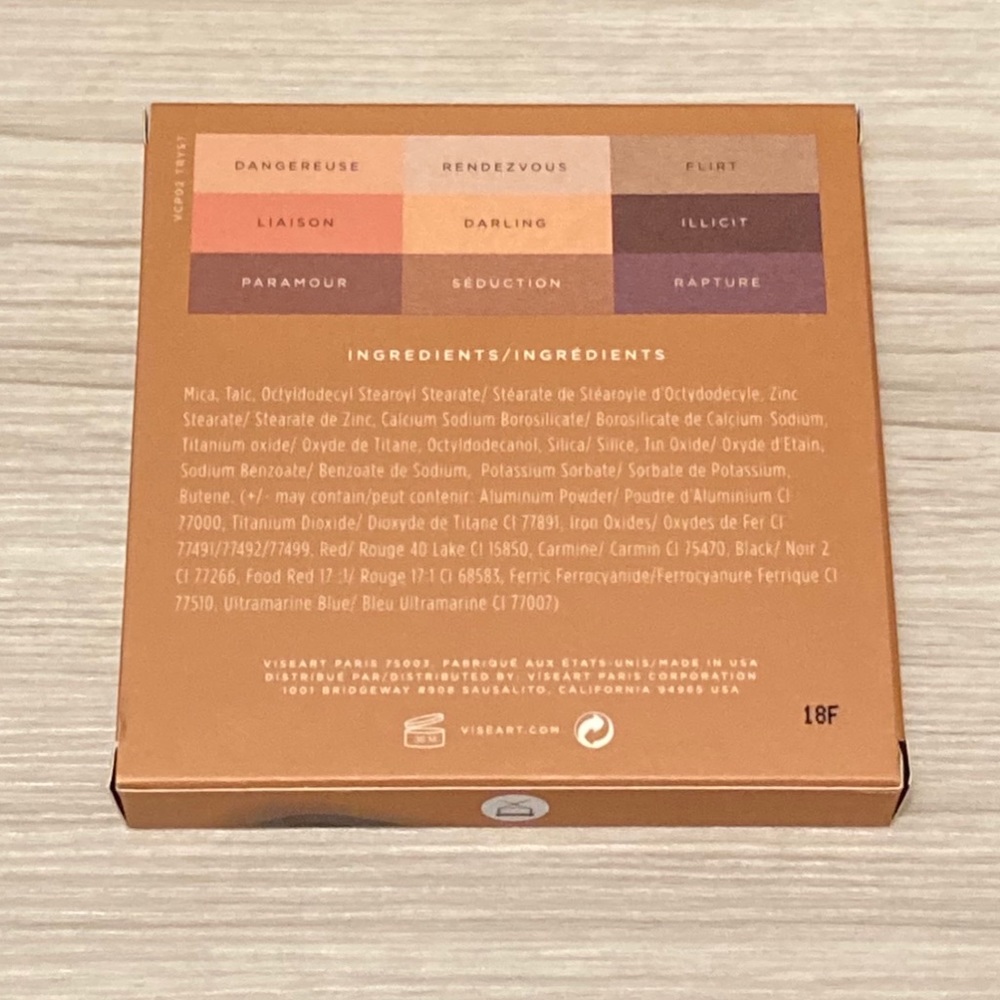 VCP02 TRYST
DANGEREUSE RENDEZVOUS FLIRT
LIAISON DARLING ILLICIT
PARAMOUR SÉDUCTION RAPTURE
INGREDIENTS/INGRÉDIENTS
Mica, Talc, Octyldodecyl Stearoyl Stearate/ Stéarate de Stéaroyle d'Octydodécyle, Zinc
Stearate/ Stearate de Zinc, Calcium Sodium Borosilicate/ Borosilicate de Calcium-Sodium,
Titanium oxide/ Oxyde de Titane, Octyldodecanol, Silica/ Silice, Tin Oxide/ Oxyde d'Etain,
Sodium Benzoate/ Benzoate de Sodium, Potassium Sorbate/ Sorbate de Potassium,
Butene. (+/- may contain/peut contenir: Aluminum Powder/ Poudre d'Aluminium CI
77000, Titanium Dioxide/ Dioxyde de Titane CI 77891, Iron Oxides/ Oxydes de Fer CI
77491/77492/77499, Red/ Rouge 40 Lake CI 15850, Carmine/ Carmin CI 75470, Black/ Noir 2
CI 77266, Food Red 17 :1/ Rouge 17:1 CI 68583, Ferric Ferrocyanide/Ferrocyanure Ferrique CI
77510, Ultramarine Blue/ Bleu Ultramarine CI 77007)
VISEART PARIS 75003. FABRIQUÉ AUX ÉTATS-UNIS/MADE IN USA
DISTRIBUÉ PAR/DISTRIBUTED BY: VISÉART PARIS CORPORATION
1001 BRIDGEWAY #908 SAUSALITO, CALIFORNIA 94965 USA
VISEART.COM
18F